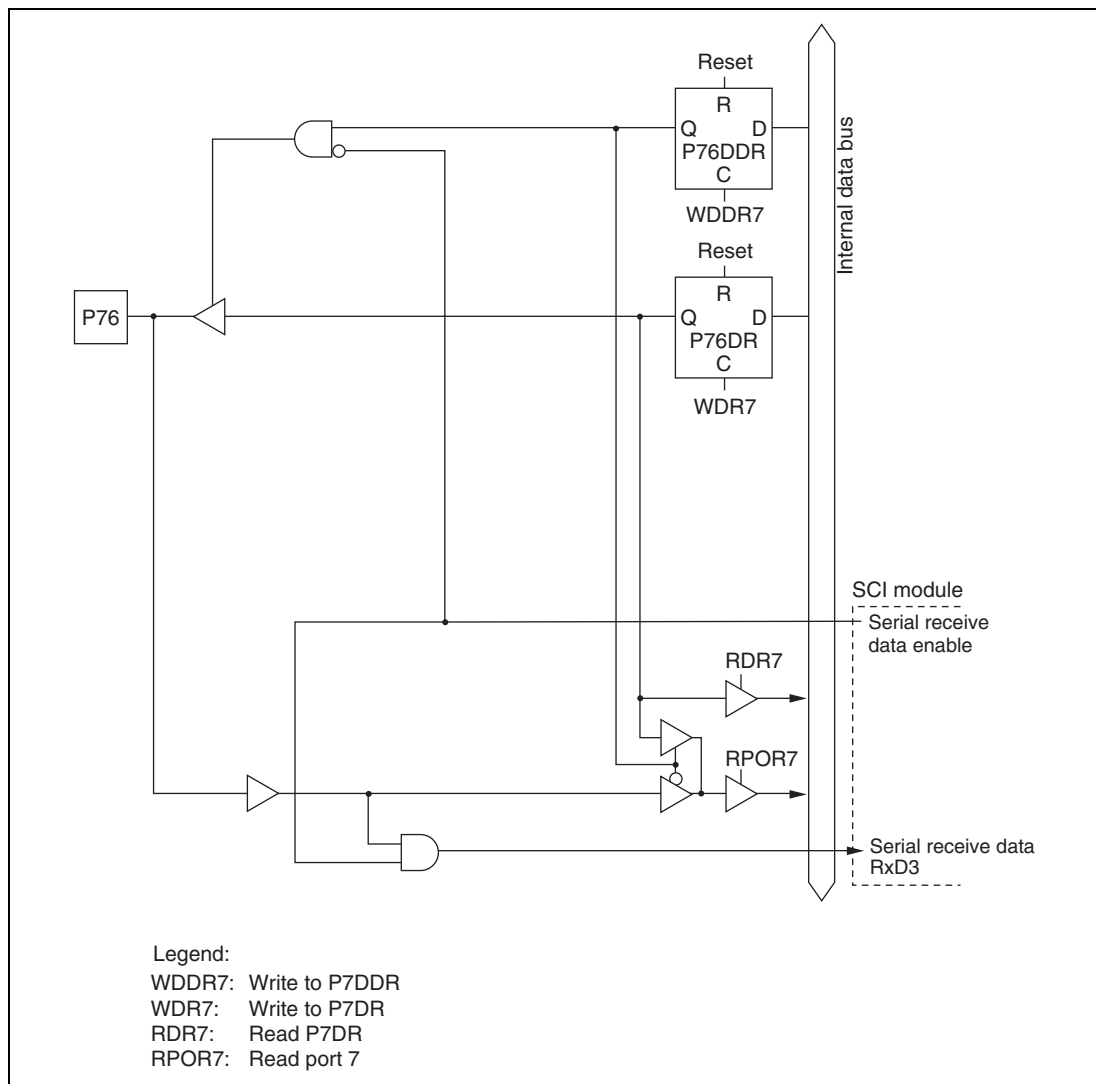 Reset
R
Q D
P76DDR
C
WDDR7
Internal data bus
Reset
R
P76
Q D
P76DR
C
WDR7
SCI module
Serial receive
data enable
RDR7
RPOR7
Serial receive data
RxD3
Legend:
WDDR7: Write to P7DDR
WDR7: Write to P7DR
RDR7: Read P7DR
RPOR7: Read port 7